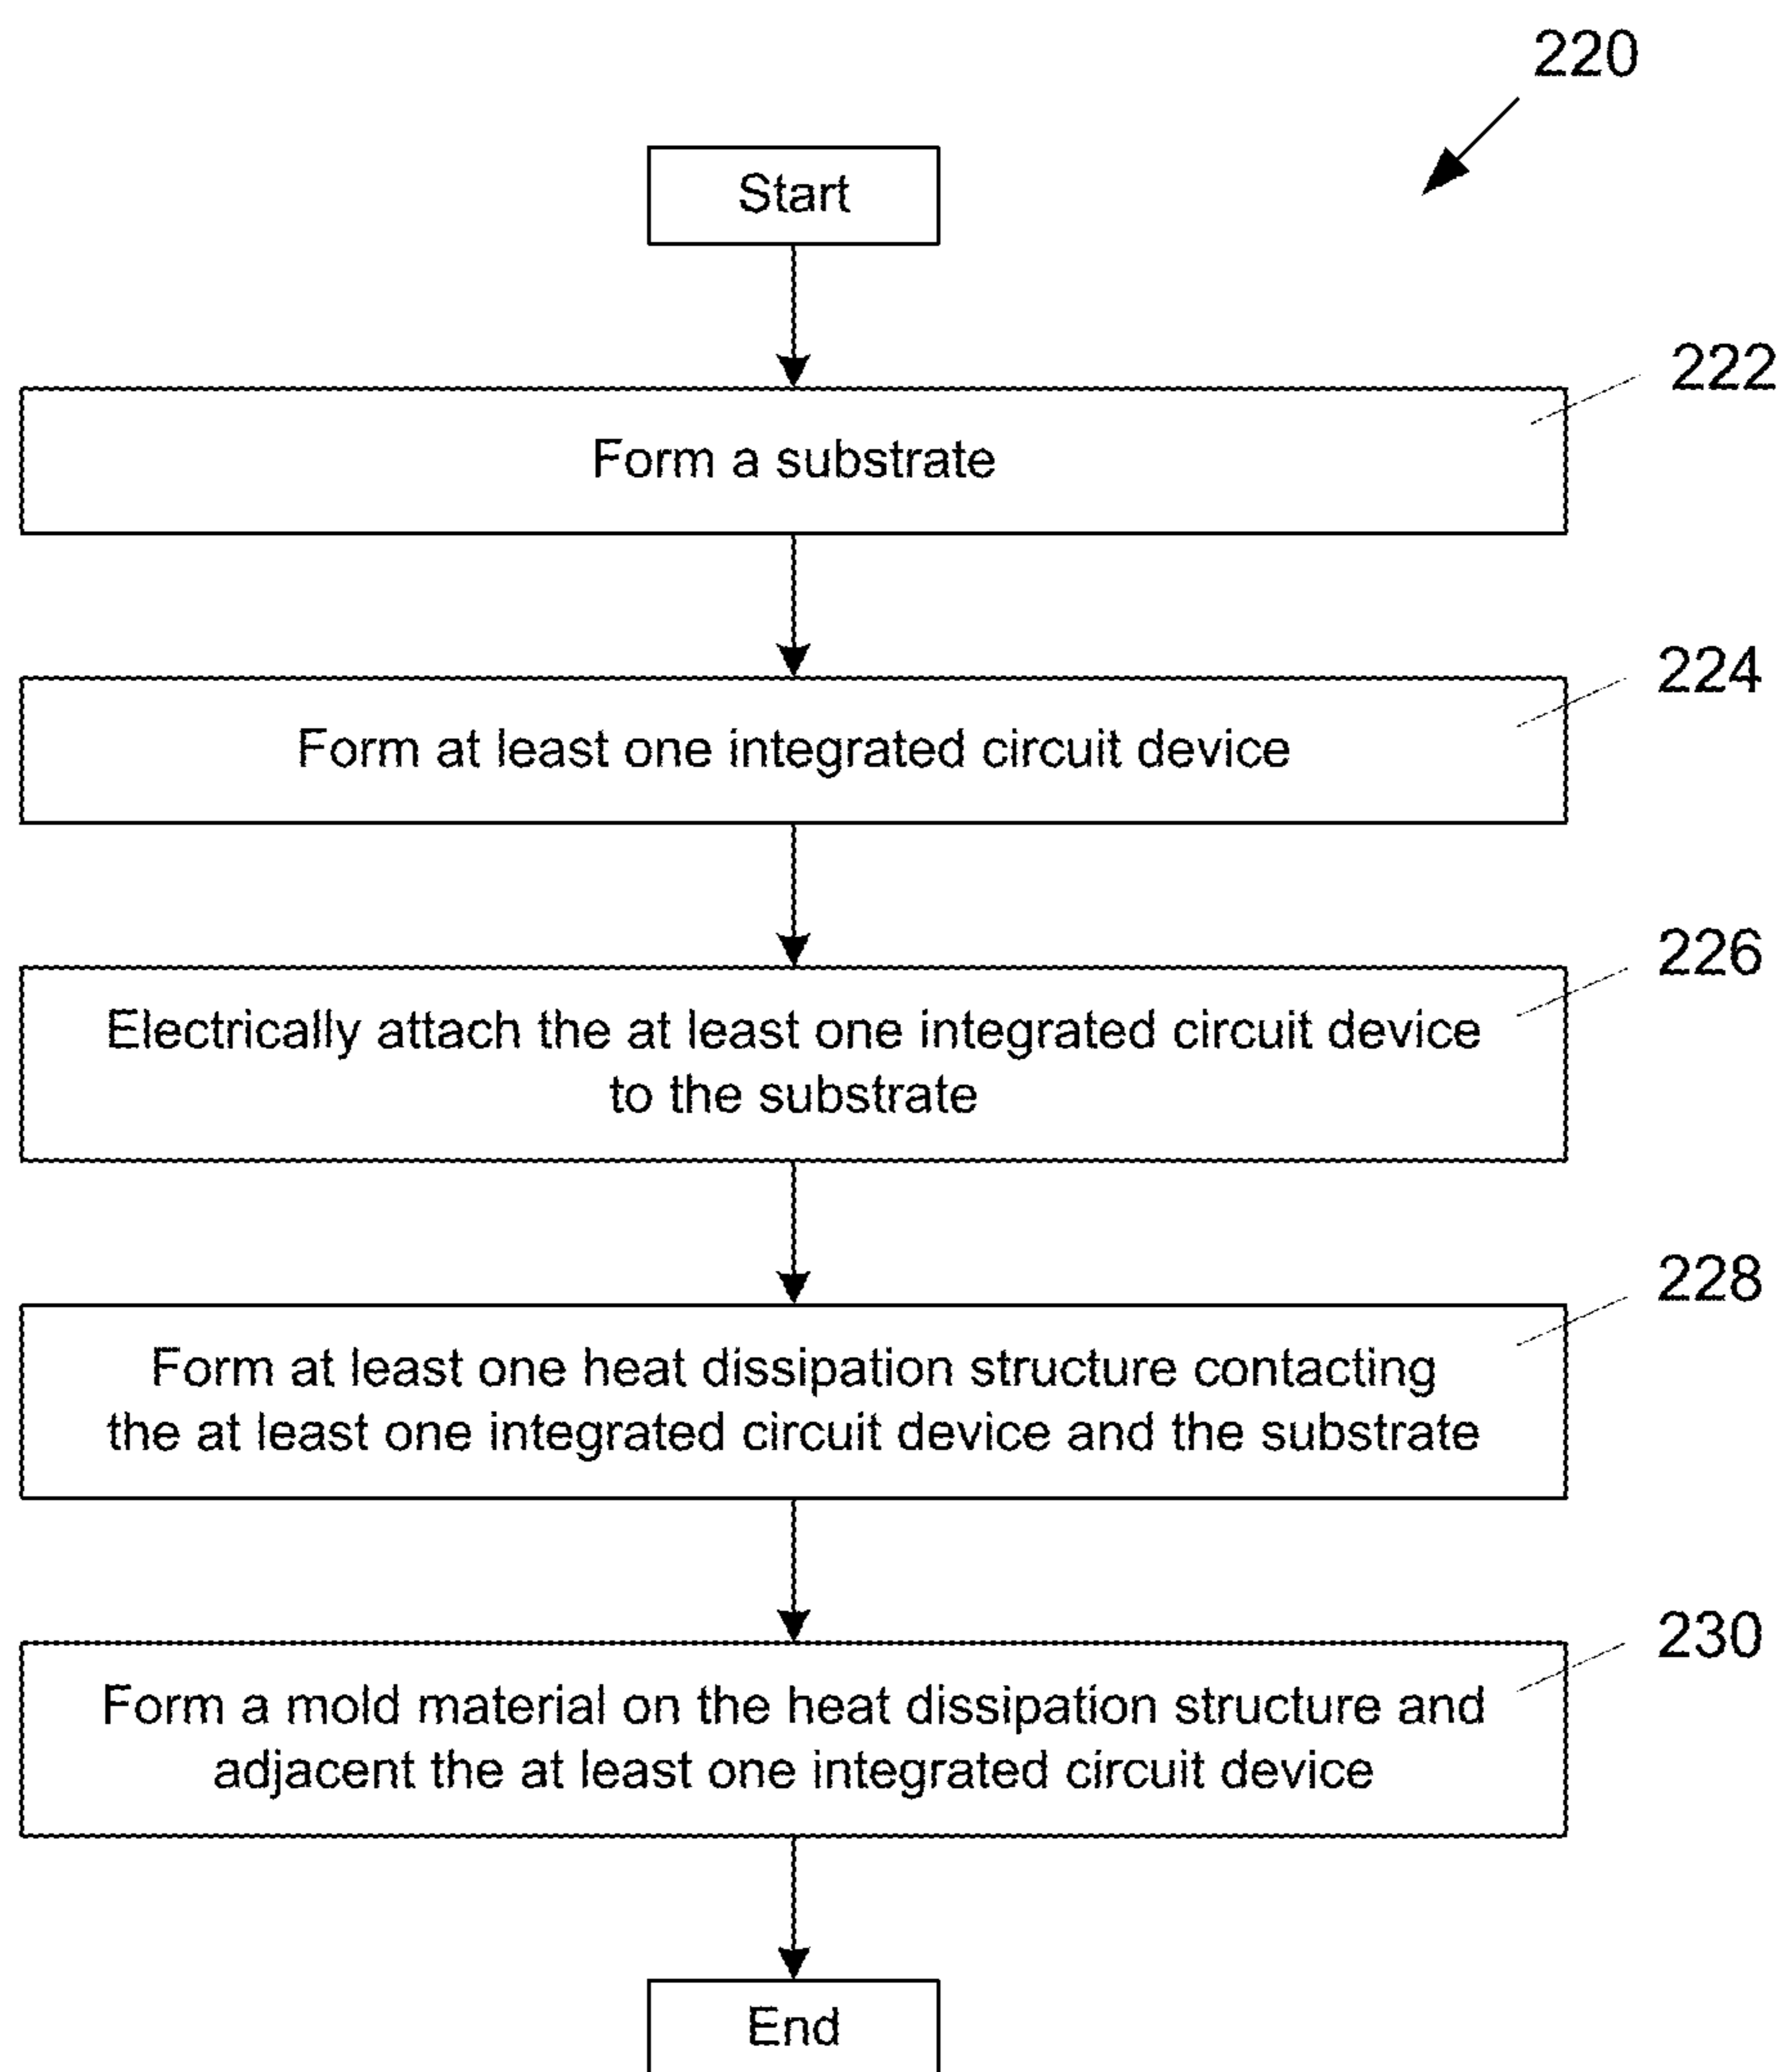 220
Start
222
Form a substrate
224
Form at least one integrated circuit device
226
Electrically attach the at least one integrated circuit device
to the substrate
228
Form at least one heat dissipation structure contacting
the at least one integrated circuit device and the substrate
230
Form a mold material on the heat dissipation structure and
adjacent the at least one integrated circuit device
End